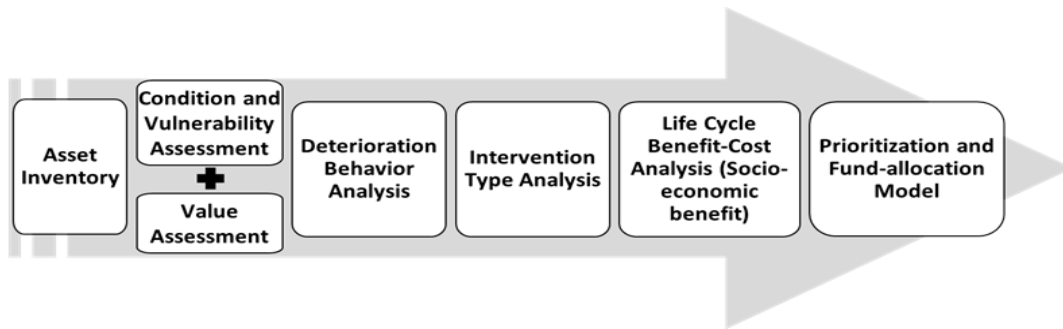 Asset
Inventory
Condition and
Vulnerability
Assessment
+
Value
Assessment
Deterioration
Behavior
Analysis
Intervention
Type Analysis
Life Cycle
Benefit-Cost
Analysis (Socio-
economic
benefit)
Prioritization and
Fund-allocation
Model